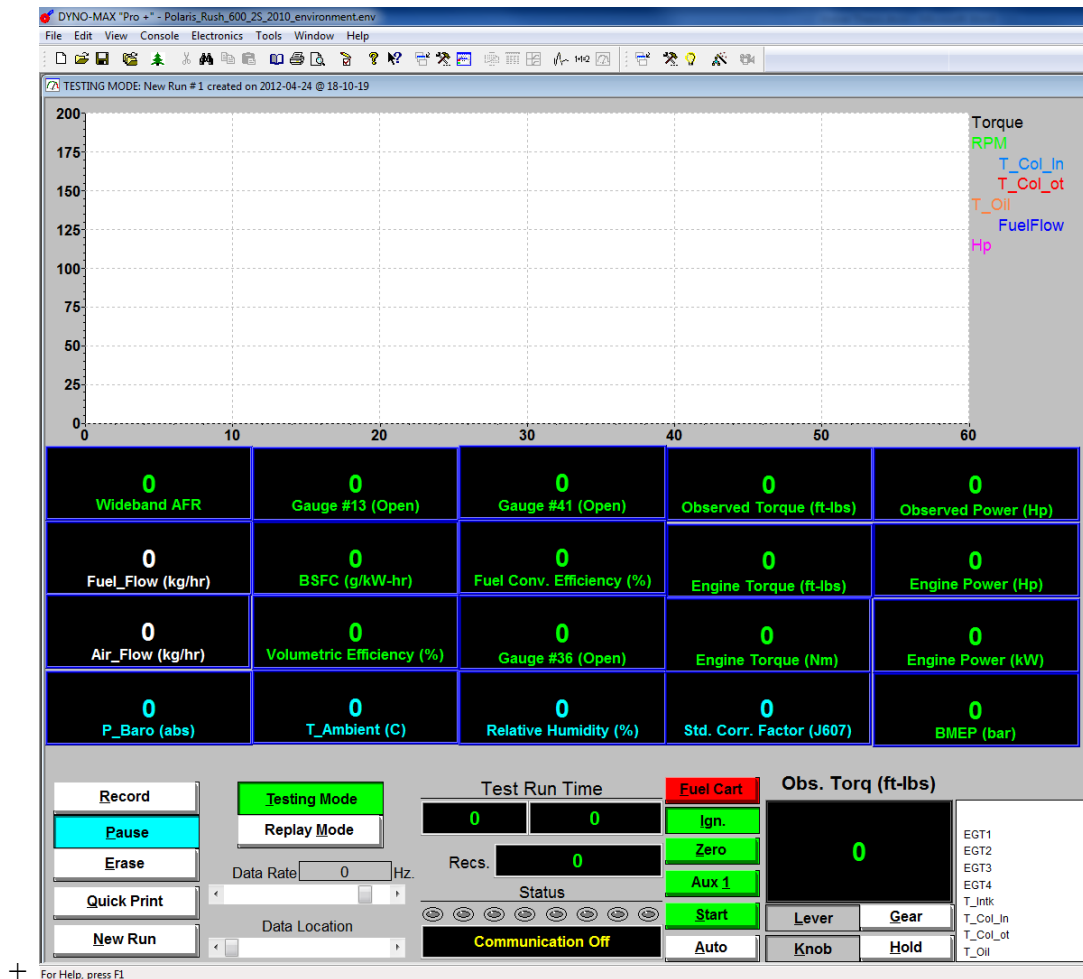 DYNO-MAX "Pro +" - Polaris_Rush_600_2S_2010_environment.env
File Edit View Console Electronics Tools Window Help
TESTING MODE: New Run # 1 created on 2012-04-24 @ 18-10-19
200
175
150
125
100
75
50
25
0
0 10 20 30 40 50 60
Torque
RPM
T_Col_In
T_Col_ot
T_Oil
FuelFlow
Hp
0 0 0 0 0
Wideband AFR Gauge #13 (Open) Gauge #41 (Open) Observed Torque (ft-lbs) Observed Power (Hp)
0 0 0 0 0
Fuel_Flow (kg/hr) BSFC (g/kW-hr) Fuel Conv. Efficiency (%) Engine Torque (ft-lbs) Engine Power (Hp)
0 0 0 0 0
Air_Flow (kg/hr) Volumetric Efficiency (%) Gauge #36 (Open) Engine Torque (Nm) Engine Power (kW)
0 0 0 0 0
P_Baro (abs) T_Ambient (C) Relative Humidity (%) Std. Corr. Factor (J607) BMEP (bar)
Record
Pause
Erase
Quick Print
New Run
Testing Mode
Replay Mode
Data Rate 0 Hz.
Data Location
Test Run Time
0 0
Recs. 0
Status
Communication Off
Fuel Cart
Ign.
Zero
Aux 1
Start
Auto
Obs. Torq (ft-lbs)
0
Lever Gear
Knob Hold
EGT1
EGT2
EGT3
EGT4
T_Intk
T_Col_In
T_Col_ot
T_Oil
For Help, press F1